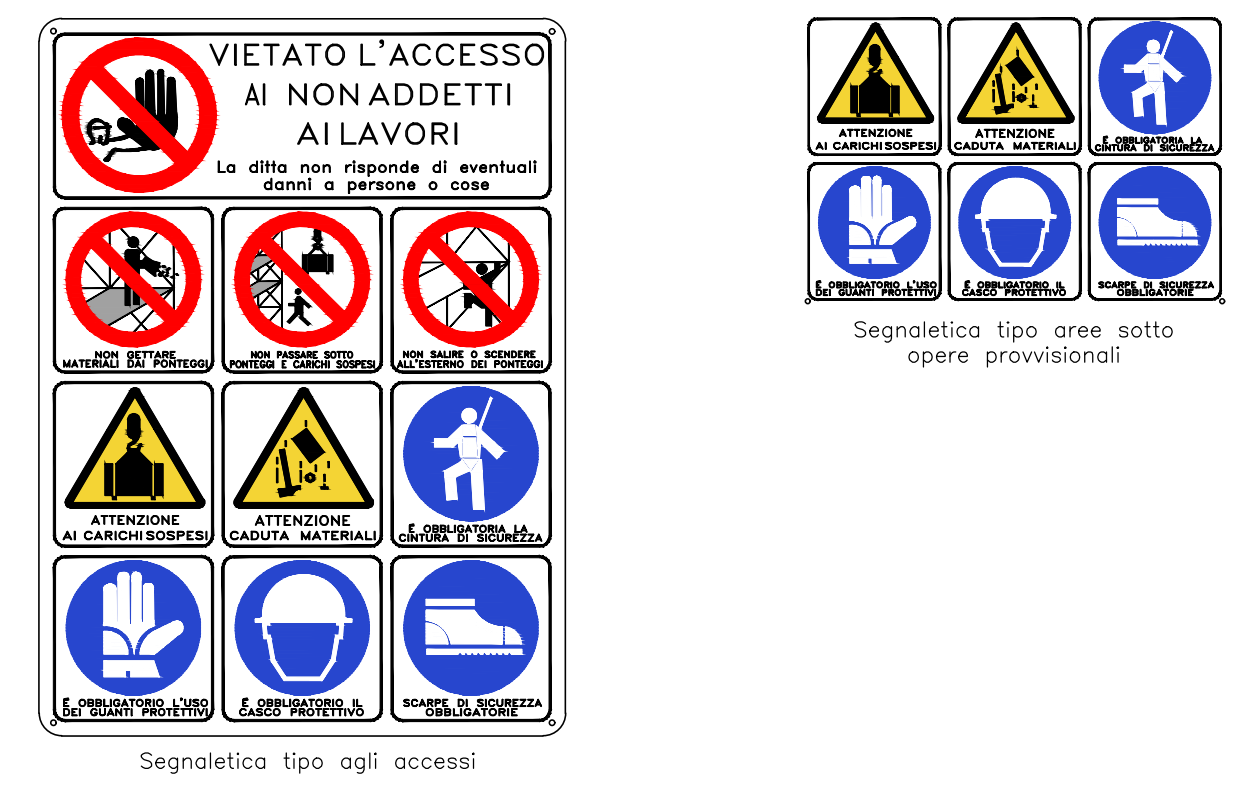 VIETATO L'ACCESSO
AI NON ADDETTI
AI LAVORI
La ditta non risponde di eventuali
danni a persone o cose
NON GETTARE
MATERIALI DAI PONTEGGI
NON PASSARE SOTTO
PONTEGGI E CARICHI SOSPESI
NON SALIRE O SCENDERE
ALL'ESTERNO DEI PONTEGGI
ATTENZIONE
AI CARICHI SOSPESI
ATTENZIONE
CADUTA MATERIALI
É OBBLIGATORIA LA
CINTURA DI SICUREZZA
É OBBLIGATORIO L'USO
DEI GUANTI PROTETTIVI
É OBBLIGATORIO IL
CASCO PROTETTIVO
SCARPE DI SICUREZZA
OBBLIGATORIE
Segnaletica tipo agli accessi
ATTENZIONE
AI CARICHI SOSPESI
ATTENZIONE
CADUTA MATERIALI
É OBBLIGATORIA LA
CINTURA DI SICUREZZA
É OBBLIGATORIO L'USO
DEI GUANTI PROTETTIVI
É OBBLIGATORIO IL
CASCO PROTETTIVO
SCARPE DI SICUREZZA
OBBLIGATORIE
Segnaletica tipo aree sotto
opere provvisionali